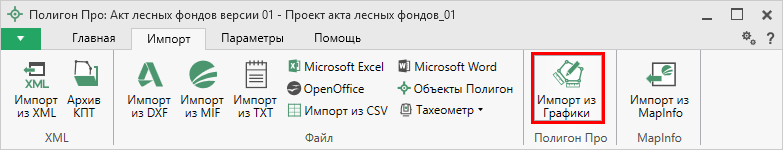 Полигон Про: Акт лесных фондов версии 01 - Проект акта лесных фондов_01
Главная Импорт Параметры Помощь
?
XML
Импорт из XML
Архив КПТ
XML
Импорт из DXF
Импорт из MIF
Импорт из TXT
Microsoft Excel
OpenOffice
Импорт из CSV
Microsoft Word
Объекты Полигон
Тахеометр
Файл
Импорт из Графики
Полигон Про
Импорт из MapInfo
MapInfo